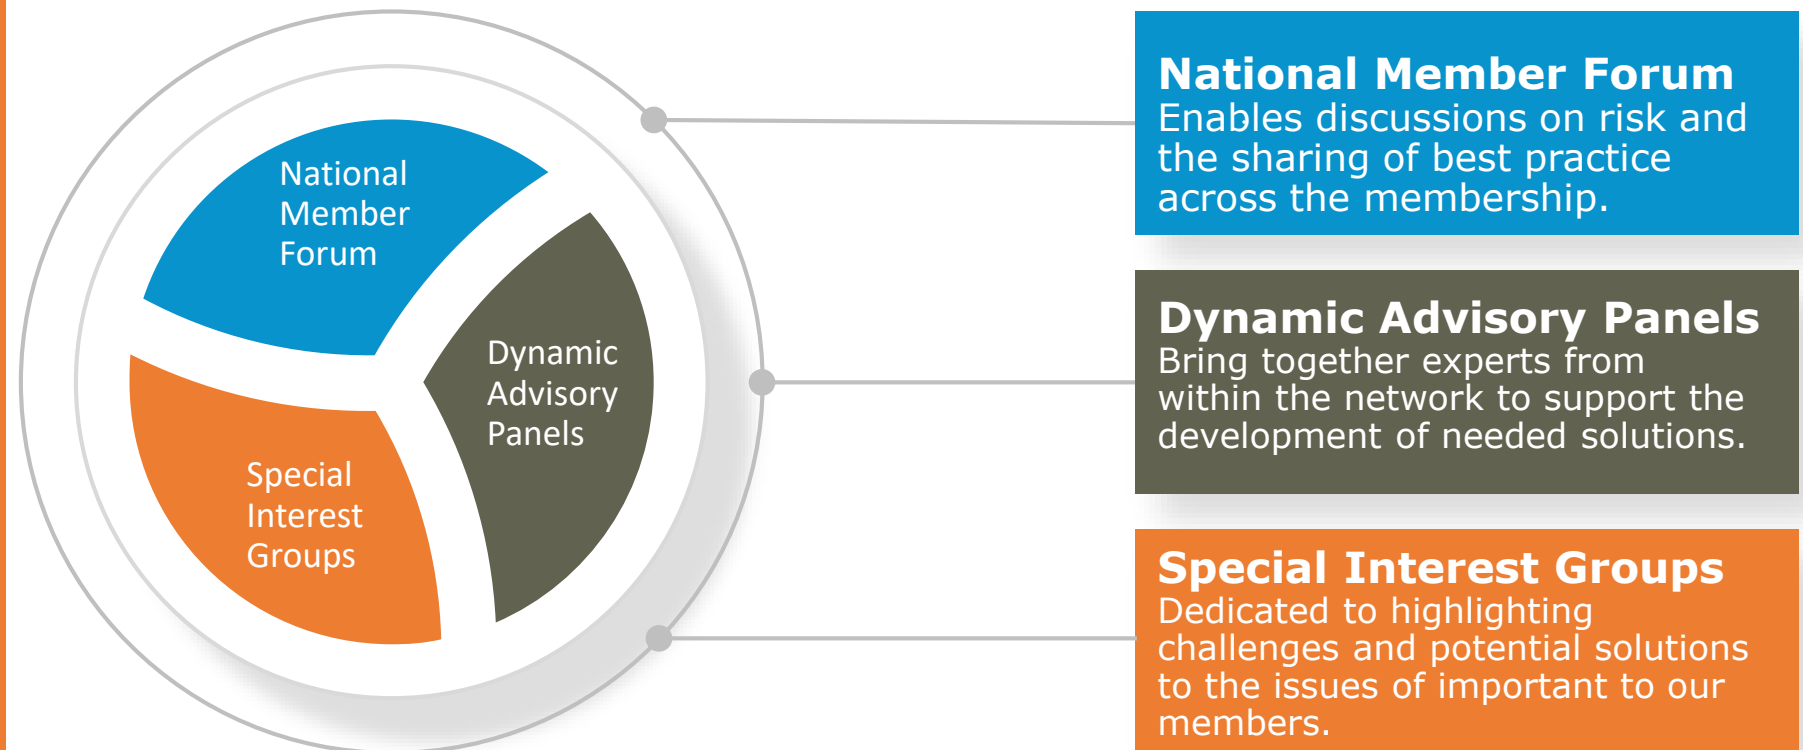 National
Member
Forum
Dynamic
Advisory
Panels
Special
Interest
Groups
National Member Forum
Enables discussions on risk and
the sharing of best practice
across the membership.
Dynamic Advisory Panels
Bring together experts from
within the network to support the
development of needed solutions.
Special Interest Groups
Dedicated to highlighting
challenges and potential solutions
to the issues of important to our
members.